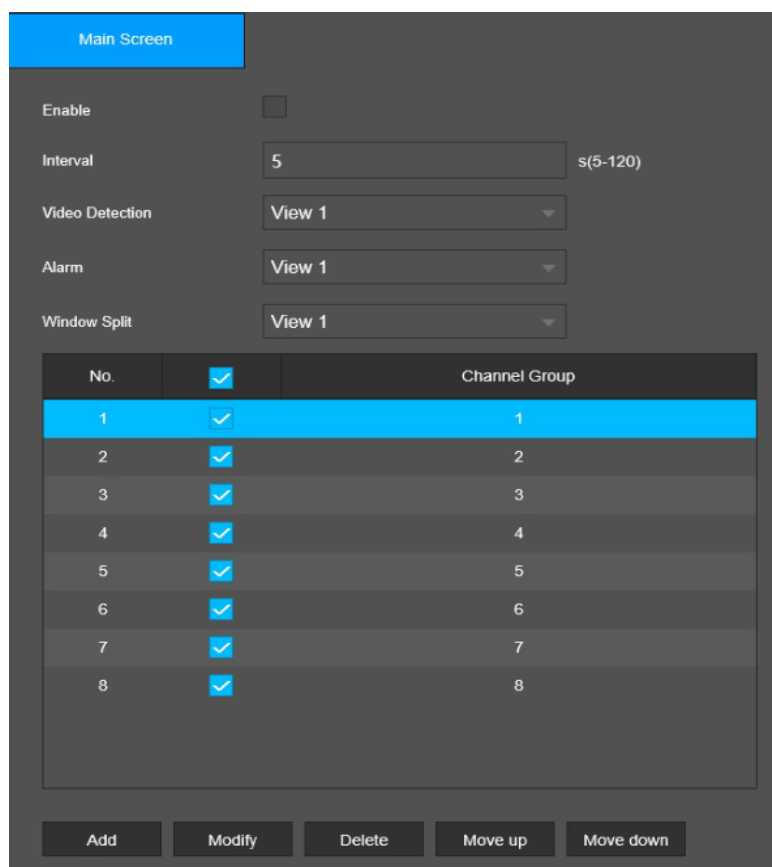 Main Screen
Enable
Interval 5 s(5-120)
Video Detection View 1
Alarm View 1
Window Split View 1
No. Channel Group
1 1
2 2
3 3
4 4
5 5
6 6
7 7
8 8
Add Modify Delete Move up Move down